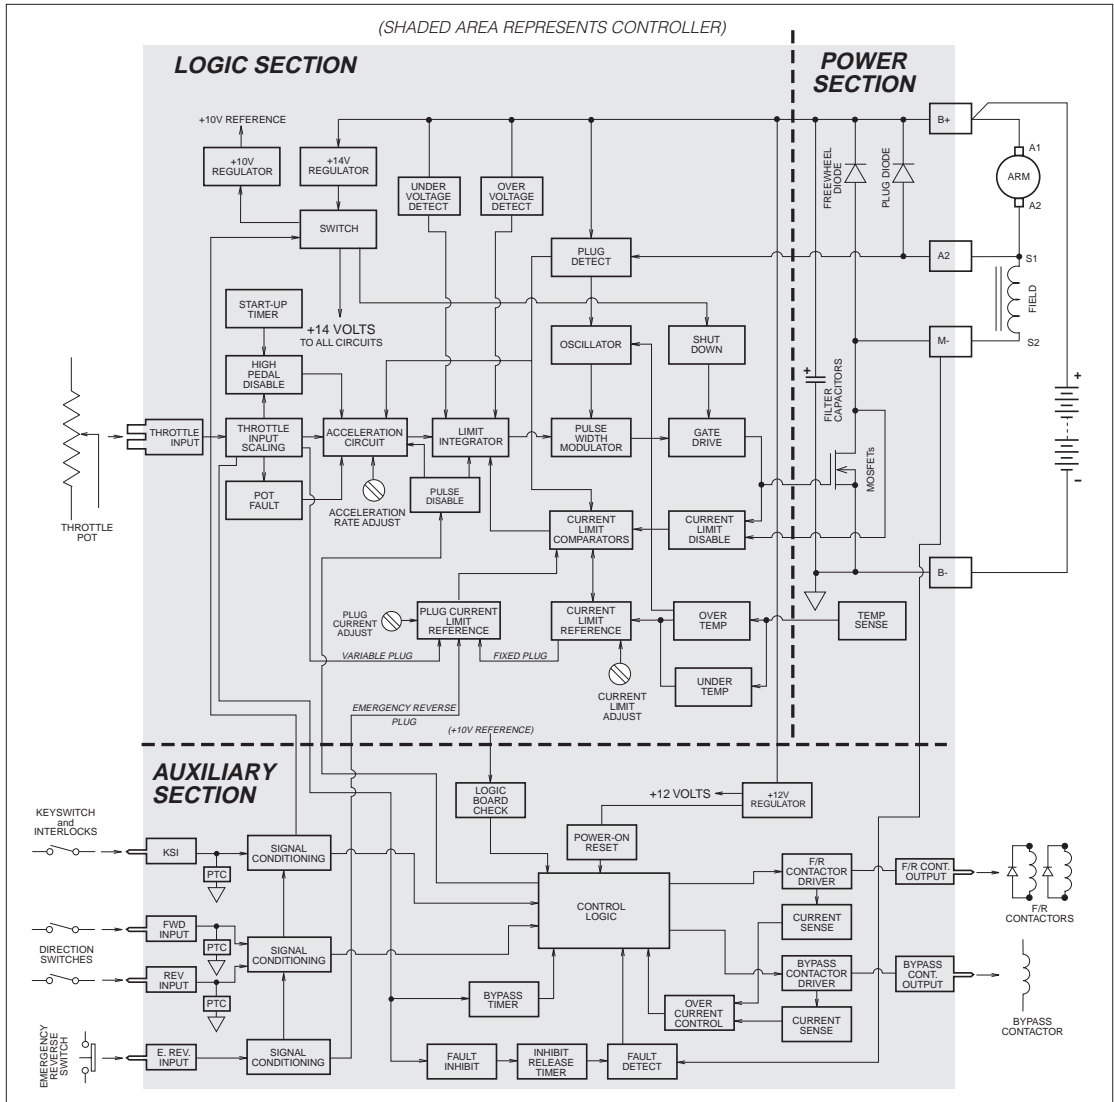 (SHADED AREA REPRESENTS CONTROLLER)
LOGIC SECTION
POWER
SECTION
+10V REFERENCE
+10V
REGULATOR
+14V
REGULATOR
UNDER
VOLTAGE
DETECT
OVER
VOLTAGE
DETECT
FREEWHEEL
DIODE
PLUG DIODE
B+
A1
ARM
A2
SWITCH
PLUG
DETECT
A2
S1
FIELD
S2
START-UP
TIMER
+14 VOLTS
TO ALL CIRCUITS
OSCILLATOR
SHUT
DOWN
M-
HIGH
PEDAL
DISABLE
+
FILTER
CAPACITORS
+
-
THROTTLE
INPUT
THROTTLE
INPUT
SCALING
ACCELERATION
CIRCUIT
LIMIT
INTEGRATOR
PULSE
WIDTH
MODULATOR
GATE
DRIVE
MOSFETs
POT
FAULT
ACCELERATION
RATE ADJUST
PULSE
DISABLE
THROTTLE
POT
CURRENT
LIMIT
COMPARATORS
CURRENT
LIMIT
DISABLE
B-
PLUG
CURRENT
ADJUST
PLUG CURRENT
LIMIT
REFERENCE
CURRENT
LIMIT
REFERENCE
OVER
TEMP
TEMP
SENSE
VARIABLE PLUG
FIXED PLUG
UNDER
TEMP
CURRENT
LIMIT
ADJUST
EMERGENCY REVERSE
PLUG
(+10V REFERENCE)
AUXILIARY
SECTION
LOGIC
BOARD
CHECK
+12 VOLTS
+12V
REGULATOR
KEYSWITCH
and
INTERLOCKS
POWER-ON
RESET
KSI
PTC
SIGNAL
CONDITIONING
F/R
CONTACTOR
DRIVER
F/R CONT.
OUTPUT
F/R
CONTACTORS
CONTROL
LOGIC
CURRENT
SENSE
FWD
INPUT
PTC
DIRECTION
SWITCHES
SIGNAL
CONDITIONING
REV
INPUT
PTC
BYPASS
CONTACTOR
DRIVER
BYPASS
CONT.
OUTPUT
BYPASS
TIMER
OVER
CURRENT
CONTROL
CURRENT
SENSE
BYPASS
CONTACTOR
EMERGENCY
REVERSE
SWITCH
E. REV.
INPUT
SIGNAL
CONDITIONING
FAULT
INHIBIT
INHIBIT
RELEASE
TIMER
FAULT
DETECT